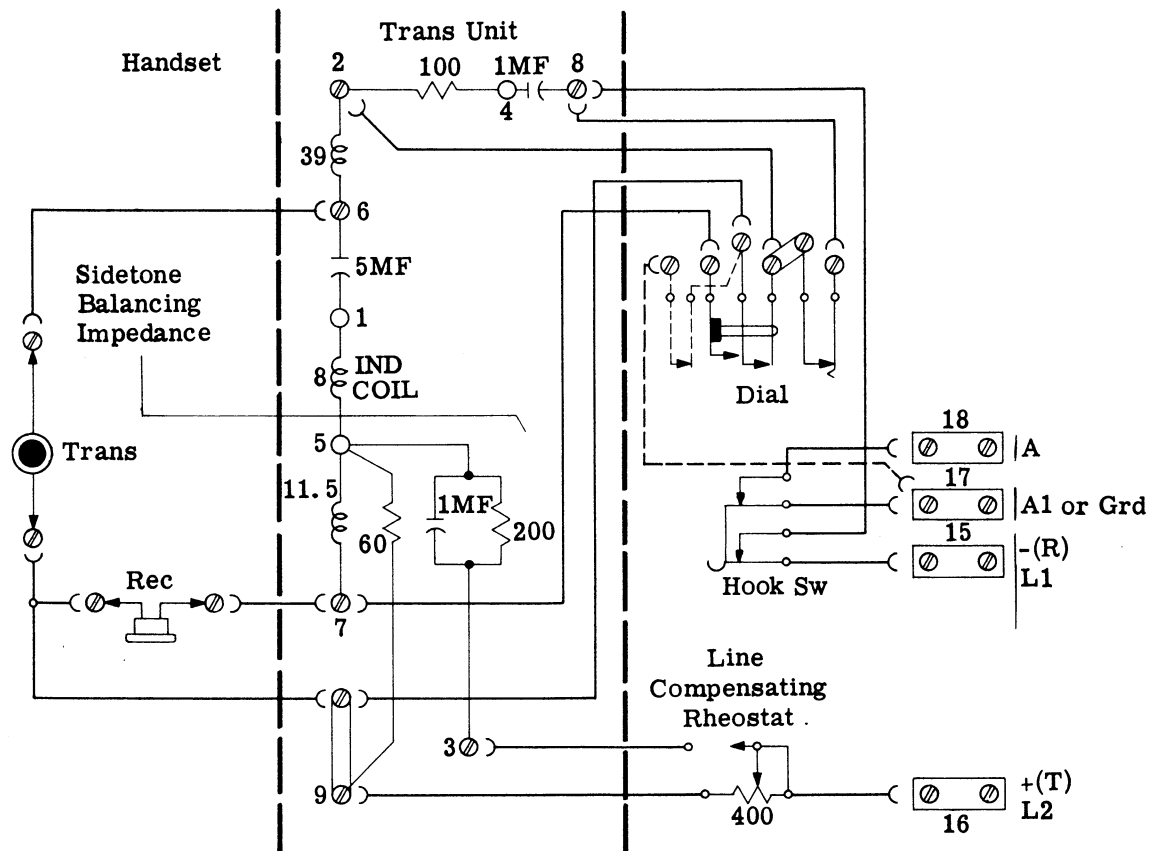 Trans Unit
Handset
2
100
1MF
8
4
39
6
5MF
Sidetone
Balancing
Impedance
1
8
IND
COIL
Dial
5
Trans
18
A
17
A1 or Grd
11.5
60
1MF
200
15
-(R)
L1
Hook Sw
Rec
7
Line
Compensating
Rheostat .
3
9
400
16
+(T)
L2